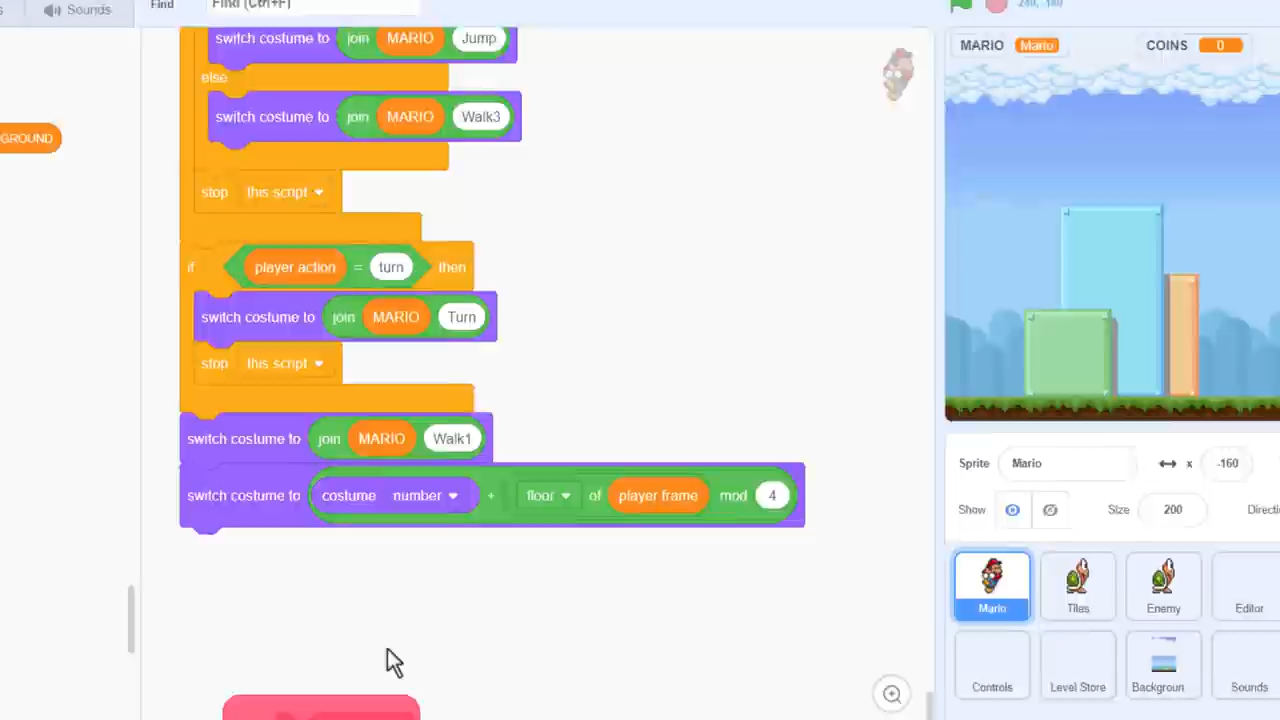 Sounds Find Find (Ctrl+F) 240, 180
switch costume to join MARIO Jump
MARIO Mario COINS 0
else
switch costume to join MARIO Walk3
GROUND
stop this script
if player action = turn then
switch costume to join MARIO Turn
stop this script
switch costume to join MARIO Walk1
Sprite Mario x -160
switch costume to costume number + floor of player frame mod 4
Show Size 200 Directi
Mario Tiles Enemy Editor
Controls Level Store Backgroun... Sounds